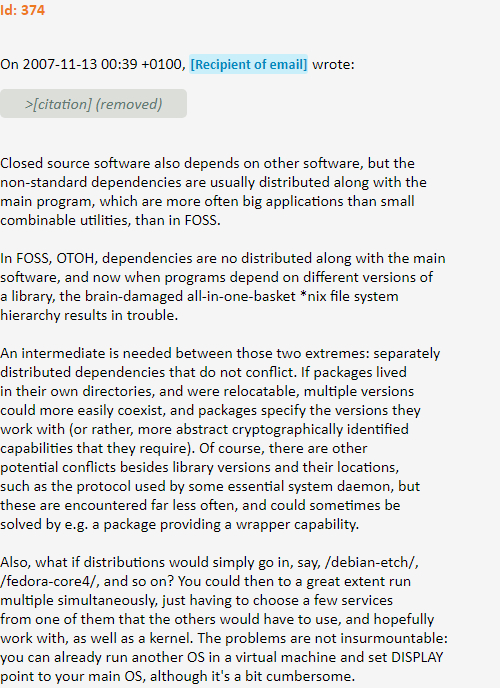 Id: 374
On 2007-11-13 00:39 +0100, [Recipient of email] wrote:
>[citation] (removed)
Closed source software also depends on other software, but the
non-standard dependencies are usually distributed along with the
main program, which are more often big applications than small
combinable utilities, than in FOSS.
In FOSS, OTOH, dependencies are no distributed along with the main
software, and now when programs depend on different versions of
a library, the brain-damaged all-in-one-basket *nix file system
hierarchy results in trouble.
An intermediate is needed between those two extremes: separately
distributed dependencies that do not conflict. If packages lived
in their own directories, and were relocatable, multiple versions
could more easily coexist, and packages specify the versions they
work with (or rather, more abstract cryptographically identified
capabilities that they require). Of course, there are other
potential conflicts besides library versions and their locations,
such as the protocol used by some essential system daemon, but
these are encountered far less often, and could sometimes be
solved by e.g. a package providing a wrapper capability.
Also, what if distributions would simply go in, say, /debian-etch/,
/fedora-core4/, and so on? You could then to a great extent run
multiple simultaneously, just having to choose a few services
from one of them that the others would have to use, and hopefully
work with, as well as a kernel. The problems are not insurmountable:
you can already run another OS in a virtual machine and set DISPLAY
point to your main OS, although it's a bit cumbersome.